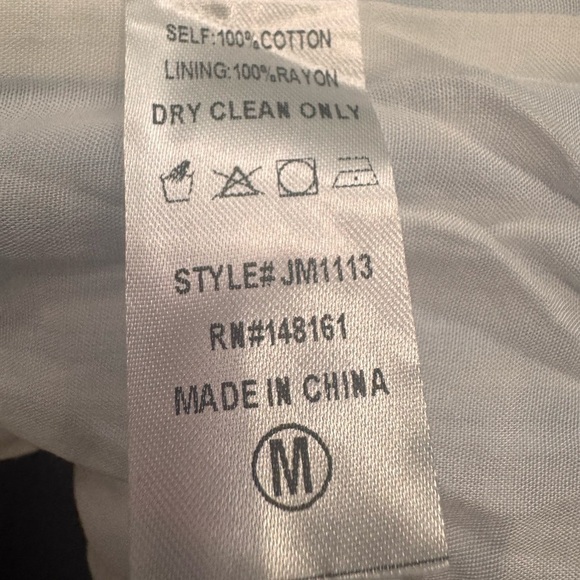 SELF:100%COTTON
LINING:100%RAYON
DRY CLEAN ONLY
STYLE# JM1113
RN#148161
MADE IN CHINA
M